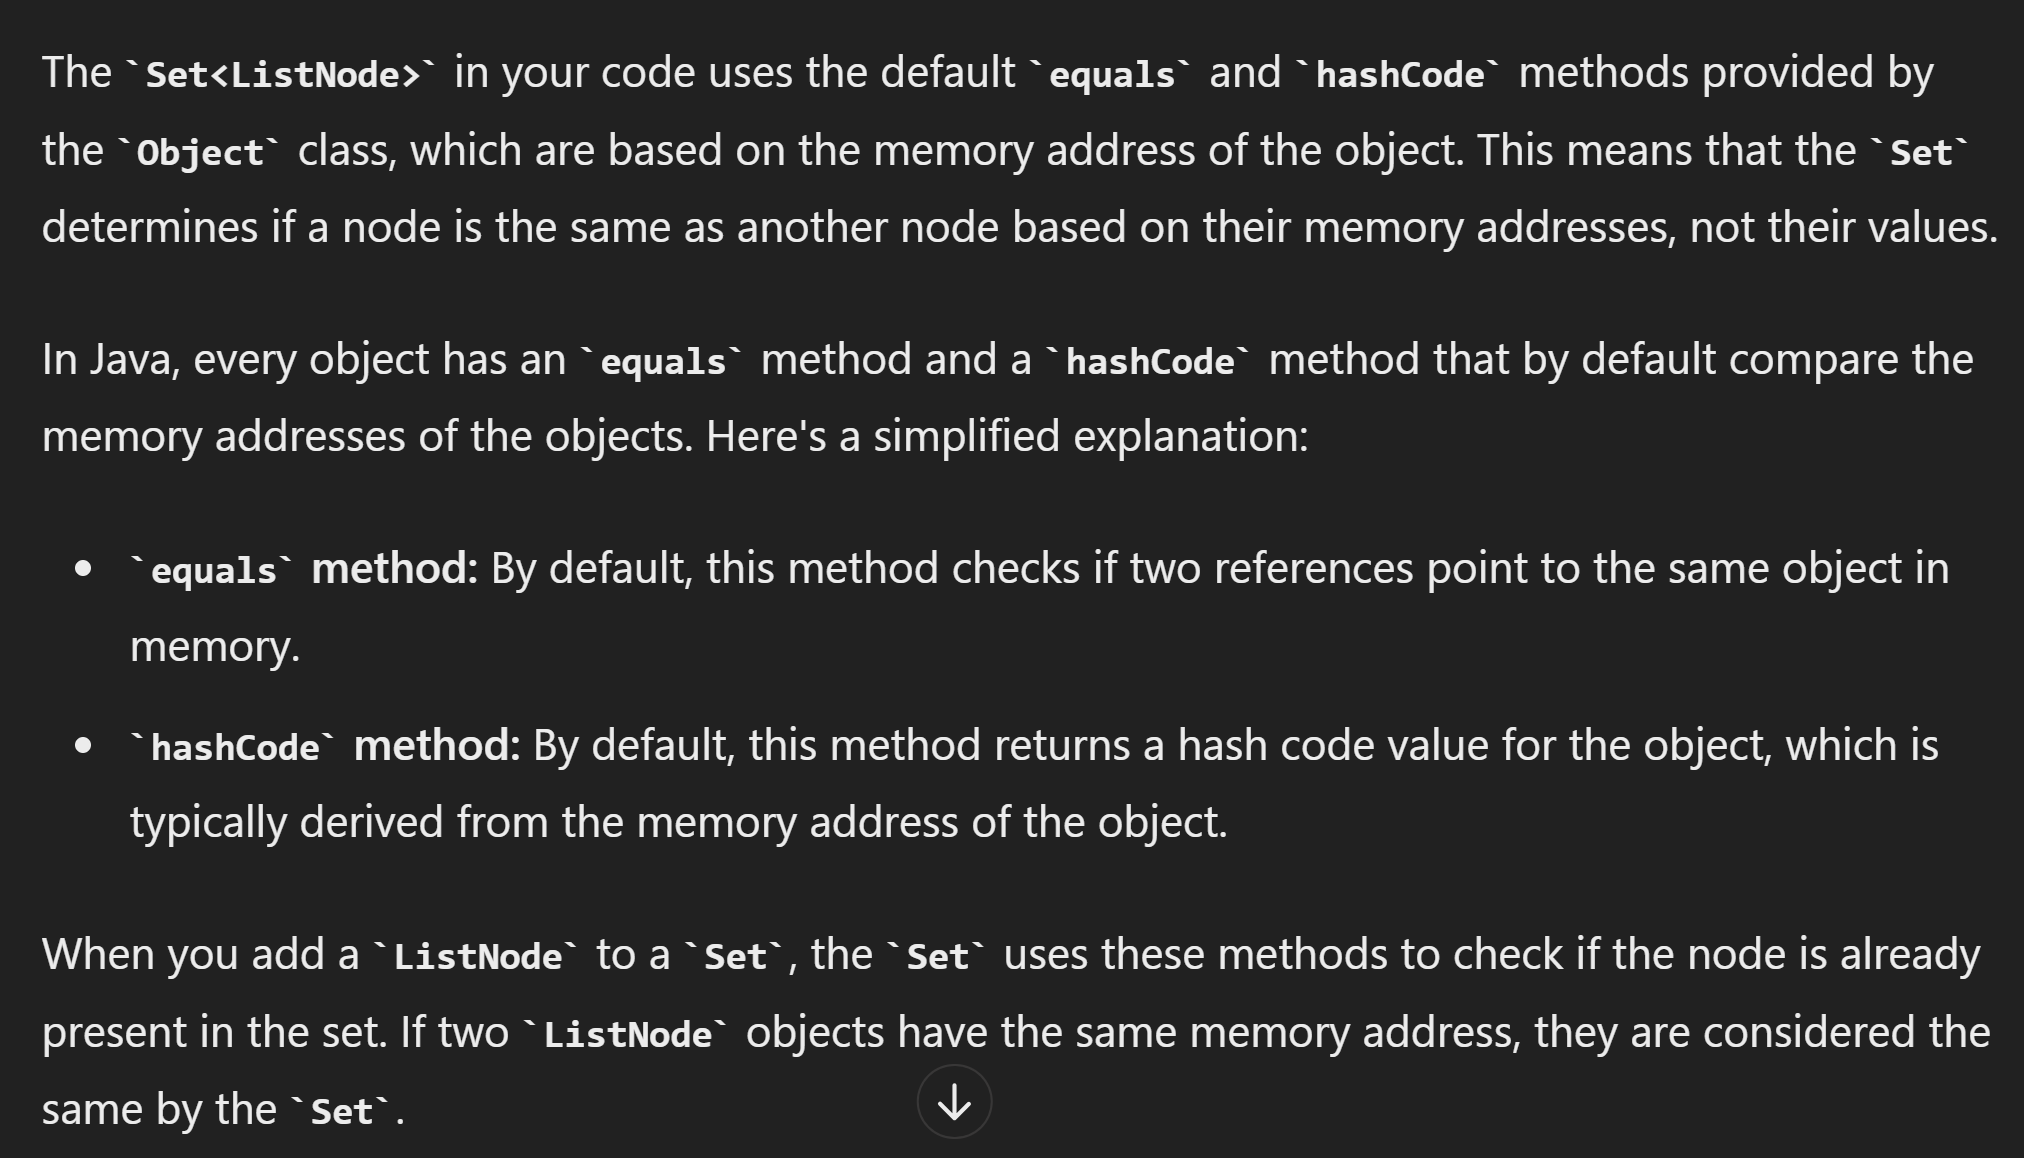 The `Set<ListNode>` in your code uses the default `equals` and `hashCode` methods provided by
the `Object` class, which are based on the memory address of the object. This means that the `Set`
determines if a node is the same as another node based on their memory addresses, not their values.
In Java, every object has an `equals` method and a `hashCode` method that by default compare the
memory addresses of the objects. Here's a simplified explanation:
• `equals` method: By default, this method checks if two references point to the same object in
memory.
• `hashCode` method: By default, this method returns a hash code value for the object, which is
typically derived from the memory address of the object.
When you add a `ListNode` to a `Set`, the `Set` uses these methods to check if the node is already
present in the set. If two `ListNode` objects have the same memory address, they are considered the
same by the `Set`.